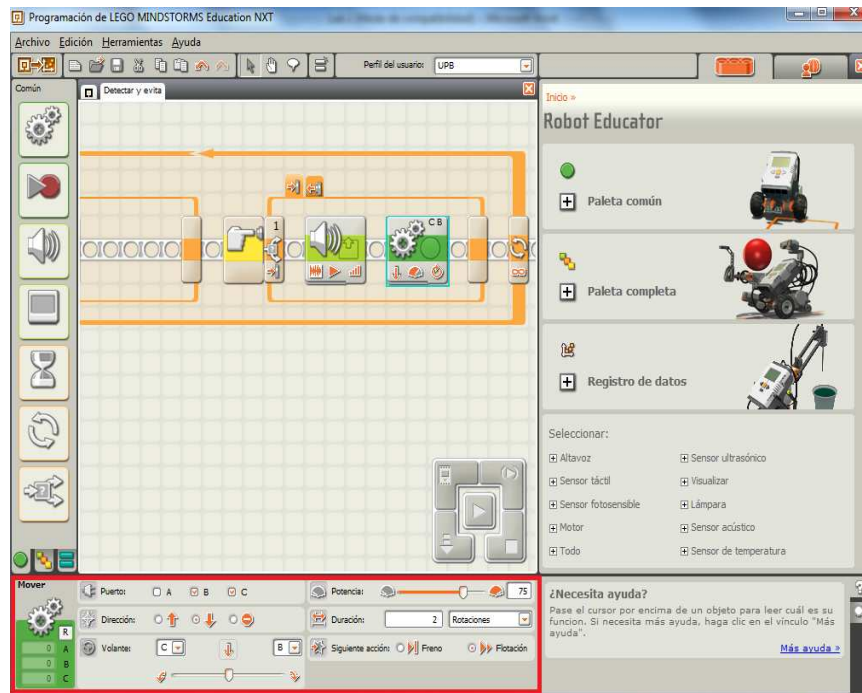 Programación de LEGO MINDSTORMS Education NXT
Archivo Edición Herramientas Ayuda
Perfil del usuario: UPB
Común
Detectar y evita
Inicio »
Robot Educator
Paleta común
1
C B
Paleta completa
Registro de datos
Seleccionar:
Altavoz
Sensor ultrasónico
Sensor táctil
Visualizar
Sensor fotosensible
Lámpara
Motor
Sensor acústico
Todo
Sensor de temperatura
Mover
Puerto: A B C
Potencia: 75
Dirección:
Duración: 2 Rotaciones
Volante: C B
Siguiente acción: Freno Flotación
R
0 A
0 B
0 C
¿Necesita ayuda?
Pase el cursor por encima de un objeto para leer cuál es su
funcion. Si necesita más ayuda, haga clic en el vínculo "Más
ayuda".
Más ayuda »